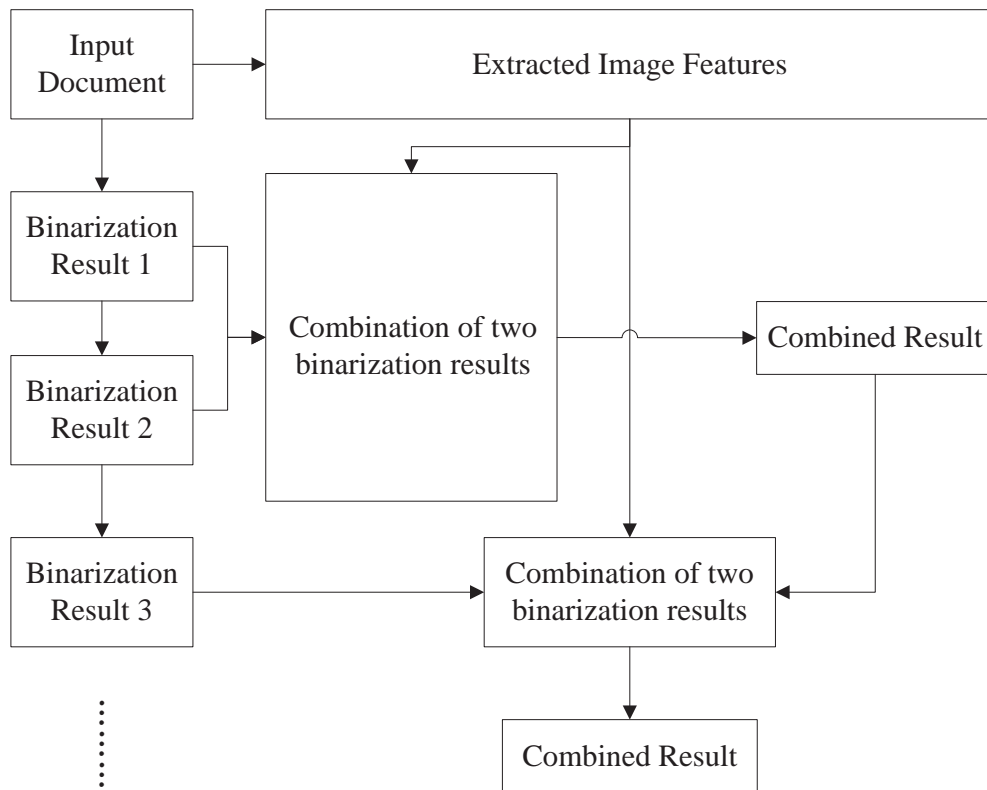 Input
Document
Extracted Image Features
Binarization
Result 1
Combination of two
binarization results
Combined Result
Binarization
Result 2
Binarization
Result 3
Combination of two
binarization results
Combined Result